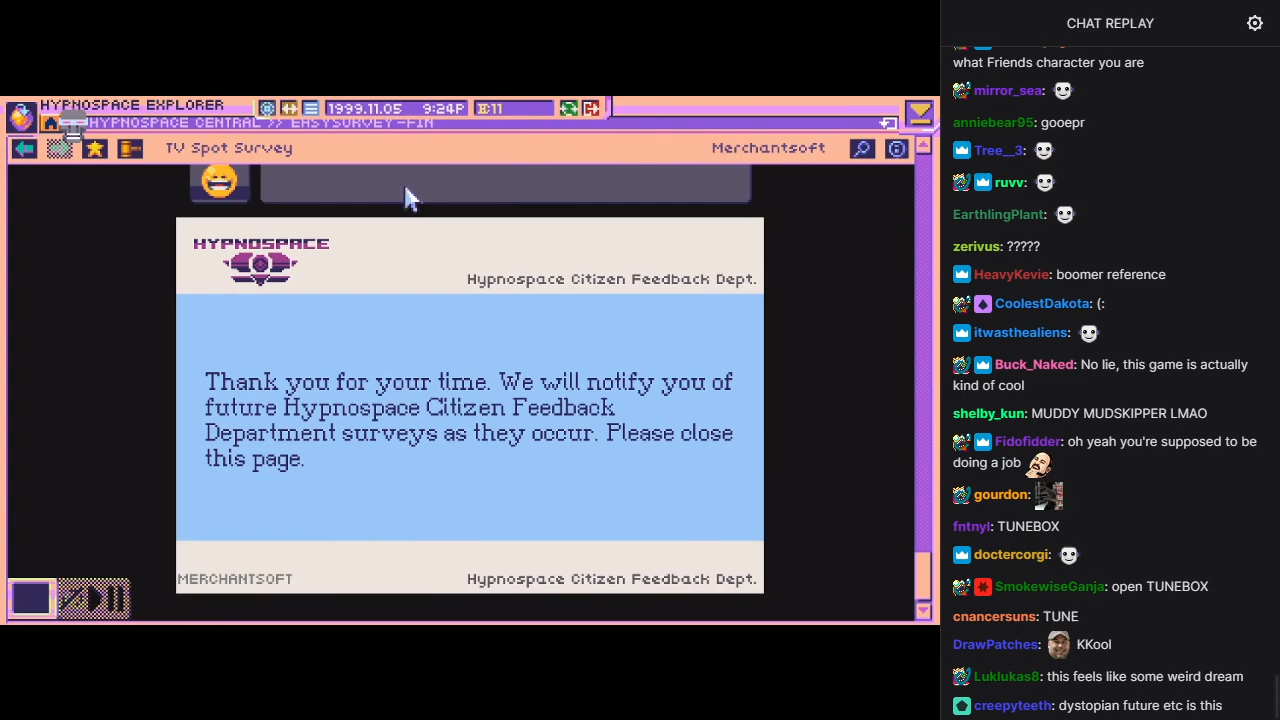 HYPNOSPACE EXPLORER
1999.11.05 9:24P
11
HYPNOSPACE CENTRAL >> EASYSURVEY-FIN
TV Spot Survey
Merchantsoft
HYPNOSPACE
Hypnospace Citizen Feedback Dept.
Thank you for your time. We will notify you of
future Hypnospace Citizen Feedback
Department surveys as they occur. Please close
this page.
MERCHANTSOFT
Hypnospace Citizen Feedback Dept.
CHAT REPLAY
what Friends character you are
mirror_sea:
anniebear95: gooepr
Tree__3:
ruvv:
EarthlingPlant:
zerivus: ?????
HeavyKevie: boomer reference
CoolestDakota: (:
itwasthealiens:
Buck_Naked: No lie, this game is actually
kind of cool
shelby_kun: MUDDY MUDSKIPPER LMAO
Fidofidder: oh yeah you're supposed to be
doing a job
gourdon:
fntnyl: TUNEBOX
doctercorgi:
SmokewiseGanja: open TUNEBOX
cnancersuns: TUNE
DrawPatches: KKool
Luklukas8: this feels like some weird dream
creepyteeth: dystopian future etc is this